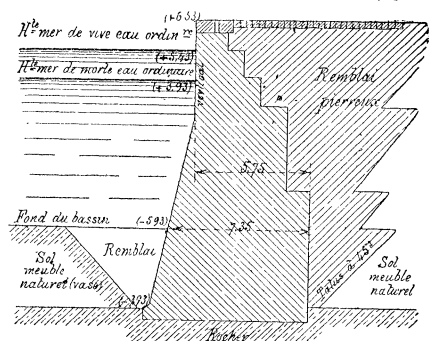 (+6.53)
Hte mer de vive eau ordinre
(+5.43)
Hte mer de morte eau ordinaire
(+3.93)
Remblai
pierreux
5.75
Fond du bassin (-5.93)
7.35
Remblai
Sol
meuble
naturel (vase)
Talus à 45º
Sol
meuble
naturel
Rocher